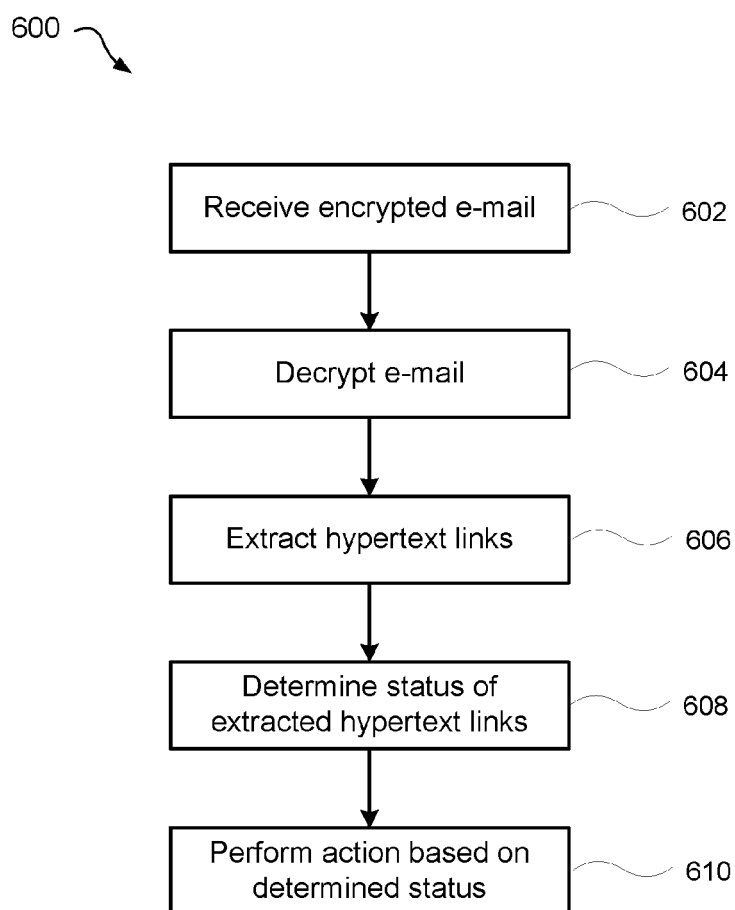 600
Receive encrypted e-mail
602
Decrypt e-mail
604
Extract hypertext links
606
Determine status of
extracted hypertext links
608
Perform action based on
determined status
610